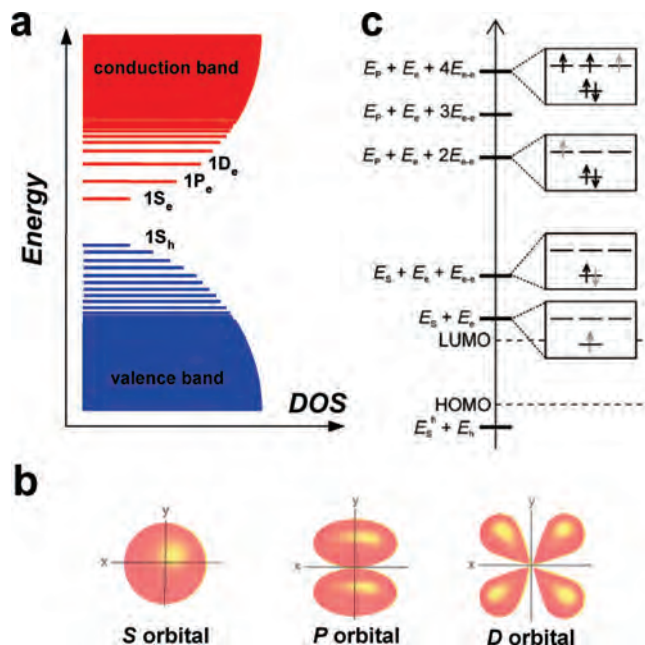 a
conduction band
1Dₑ
1Pₑ
1Sₑ
1Sₕ
valence band
Energy
DOS
c
Eₚ + Eₑ + 4Eₑ₋ₑ
Eₚ + Eₑ + 3Eₑ₋ₑ
Eₚ + Eₑ + 2Eₑ₋ₑ
Eₛ + Eₑ + Eₑ₋ₑ
Eₛ + Eₑ
LUMO
HOMO
Eₛʰ + Eₕ
b
y
x
S orbital
y
x
P orbital
y
x
D orbital